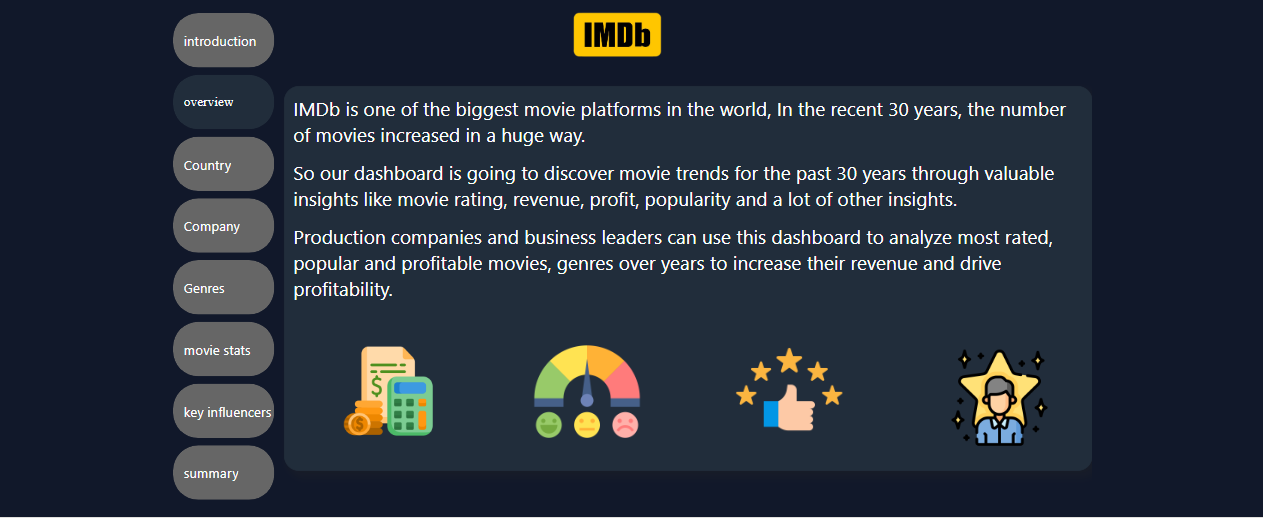 IMDb
introduction
overview
Country
Company
Genres
movie stats
key influencers
summary
IMDb is one of the biggest movie platforms in the world, In the recent 30 years, the number
of movies increased in a huge way.
So our dashboard is going to discover movie trends for the past 30 years through valuable
insights like movie rating, revenue, profit, popularity and a lot of other insights.
Production companies and business leaders can use this dashboard to analyze most rated,
popular and profitable movies, genres over years to increase their revenue and drive
profitability.
$
$